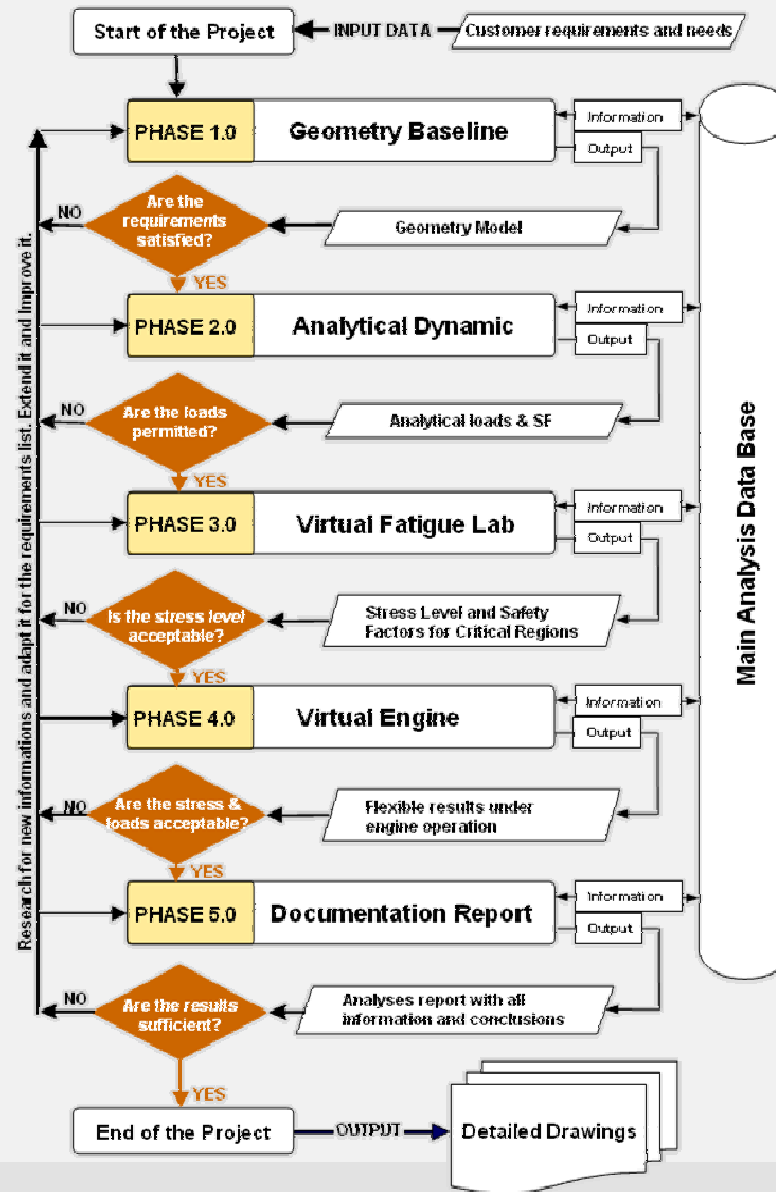 Start of the Project
INPUT DATA
Customer requirements and needs
PHASE 1.0
Geometry Baseline
Information
Output
Are the
requirements
satisfied?
NO
YES
Geometry Model
PHASE 2.0
Analytical Dynamic
Information
Output
Are the loads
permitted?
NO
YES
Analytical loads & SF
PHASE 3.0
Virtual Fatigue Lab
Information
Output
Is the stress level
acceptable?
NO
YES
Stress Level and Safety
Factors for Critical Regions
PHASE 4.0
Virtual Engine
Information
Output
Are the stress &
loads acceptable?
NO
YES
Flexible results under
engine operation
PHASE 5.0
Documentation Report
Information
Output
Are the results
sufficient?
NO
YES
Analyses report with all
information and conclusions
End of the Project
OUTPUT
Detailed Drawings
Research for new informations and adapt it for the requirements list. Extend it and Improve it.
Main Analysis Data Base